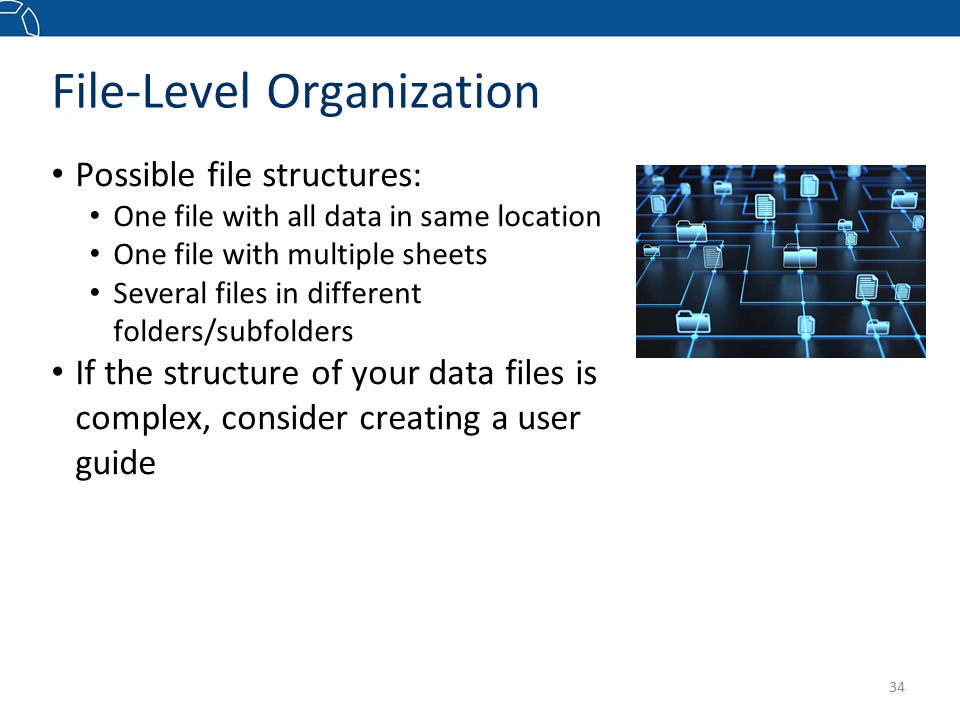 File-Level Organization
• Possible file structures:
• One file with all data in same location
• One file with multiple sheets
• Several files in different
folders/subfolders
• If the structure of your data files is
complex, consider creating a user
guide
34